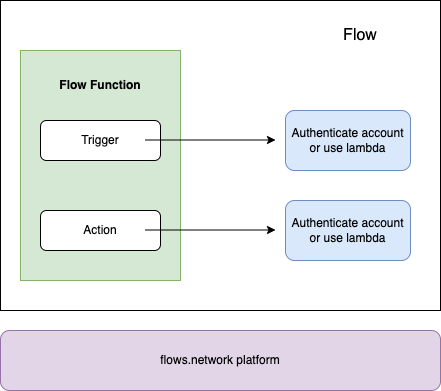 Flow
Flow Function
Trigger
Authenticate account
or use lambda
Action
Authenticate account
or use lambda
flows.network platform